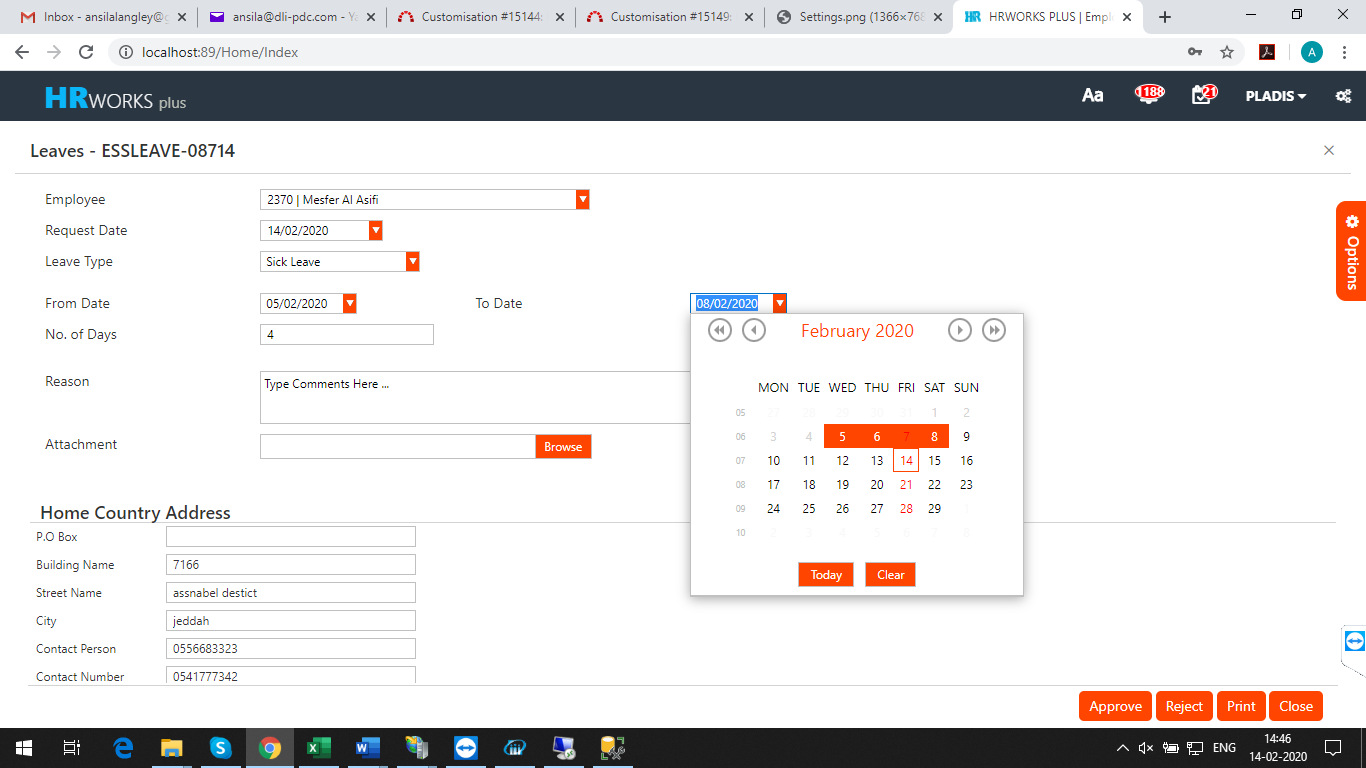 Inbox - ansilalangley@g
ansila@dli-pdc.com - Ya
Customisation #15144:
Customisation #15149:
Settings.png (1366×768
HRWORKS PLUS | Empl
localhost:89/Home/Index
A
HRWORKS plus
Aa
1188
21
PLADIS
Leaves - ESSLEAVE-08714
Options
Employee
2370 | Mesfer Al Asifi
Request Date
14/02/2020
Leave Type
Sick Leave
From Date
05/02/2020
To Date
08/02/2020
No. of Days
4
Reason
Type Comments Here ...
Attachment
Browse
February 2020
MON TUE WED THU FRI SAT SUN
05 27 28 29 30 31 1 2
06 3 4 5 6 7 8 9
07 10 11 12 13 14 15 16
08 17 18 19 20 21 22 23
09 24 25 26 27 28 29 1
10 2 3 4 5 6 7 8
Today Clear
Home Country Address
P.O Box
Building Name
7166
Street Name
assnabel destict
City
jeddah
Contact Person
0556683323
Contact Number
0541777342
Approve Reject Print Close
ENG
14:46
14-02-2020